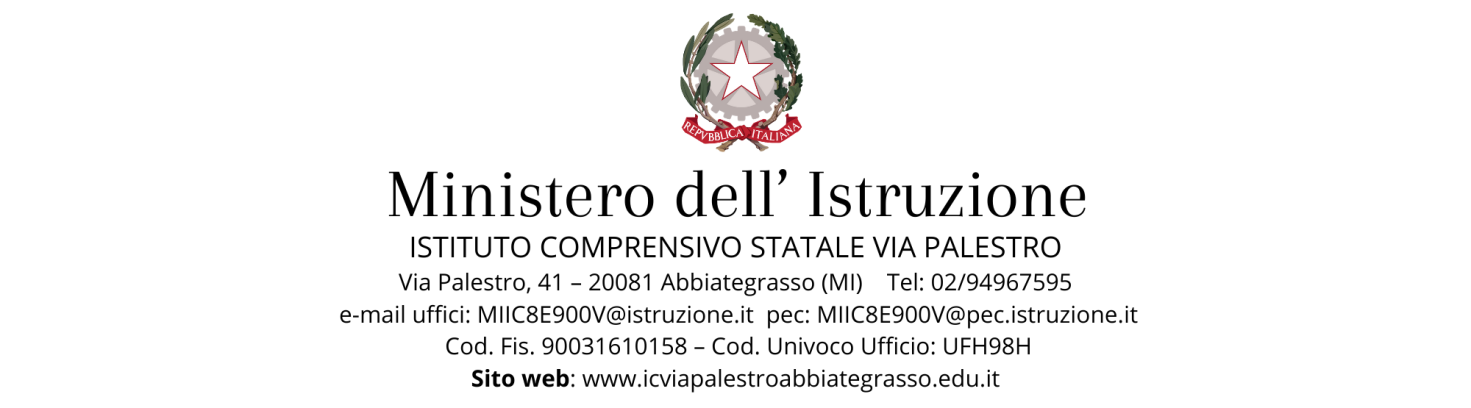 REPVBBLICA ITALIANA
Ministero dell’ Istruzione
ISTITUTO COMPRENSIVO STATALE VIA PALESTRO
Via Palestro, 41 – 20081 Abbiategrasso (MI) Tel: 02/94967595
e-mail uffici: MIIC8E900V@istruzione.it pec: MIIC8E900V@pec.istruzione.it
Cod. Fis. 90031610158 – Cod. Univoco Ufficio: UFH98H
Sito web: www.icviapalestroabbiategrasso.edu.it